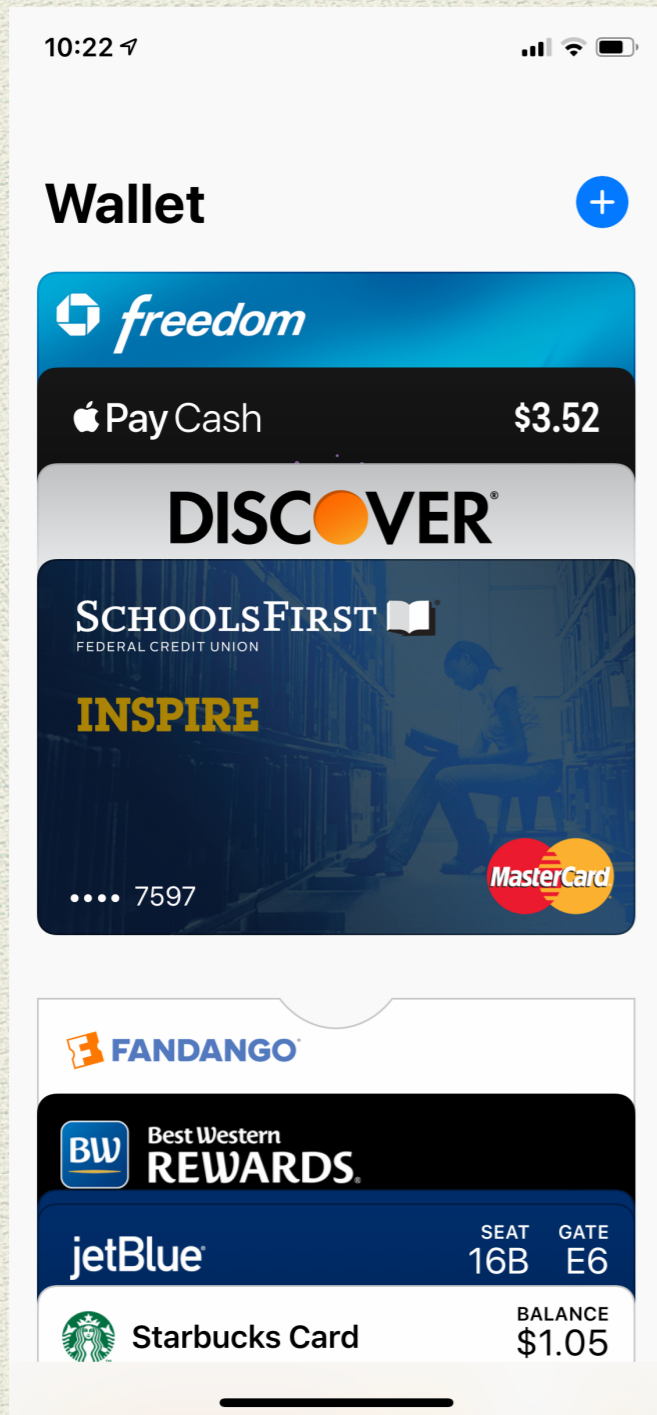 10:22
Wallet
freedom
Pay Cash $3.52
DISCOVER®
SCHOOLSFIRST
FEDERAL CREDIT UNION
INSPIRE
•••• 7597
MasterCard
FANDANGO
BW Best Western
REWARDS®
jetBlue
SEAT GATE
16B E6
Starbucks Card
BALANCE
$1.05